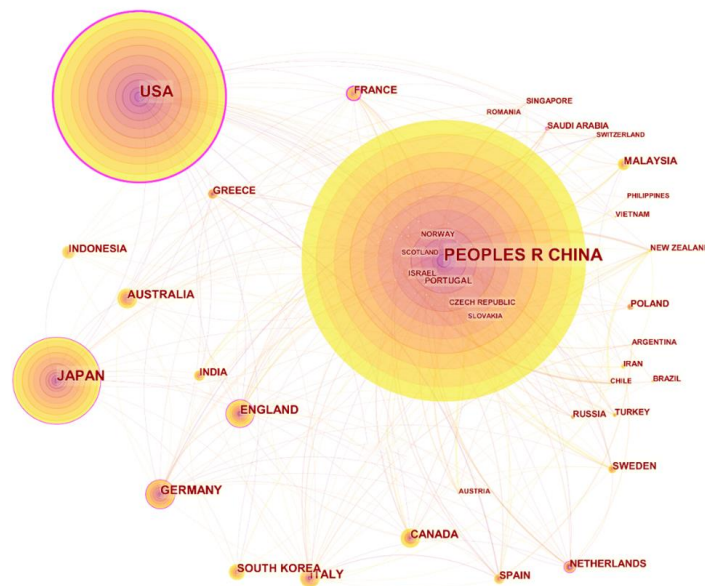 USA
FRANCE
SINGAPORE
ROMANIA
SAUDI ARABIA
SWITZERLAND
MALAYSIA
GREECE
PHILIPPINES
VIETNAM
NORWAY
INDONESIA
SCOTLAND
PEOPLES R CHINA
NEW ZEALAND
ISRAEL
PORTUGAL
AUSTRALIA
CZECH REPUBLIC
POLAND
SLOVAKIA
ARGENTINA
IRAN
JAPAN
INDIA
CHILE
BRAZIL
ENGLAND
RUSSIA
TURKEY
SWEDEN
GERMANY
AUSTRIA
CANADA
NETHERLANDS
SOUTH KOREA
ITALY
SPAIN